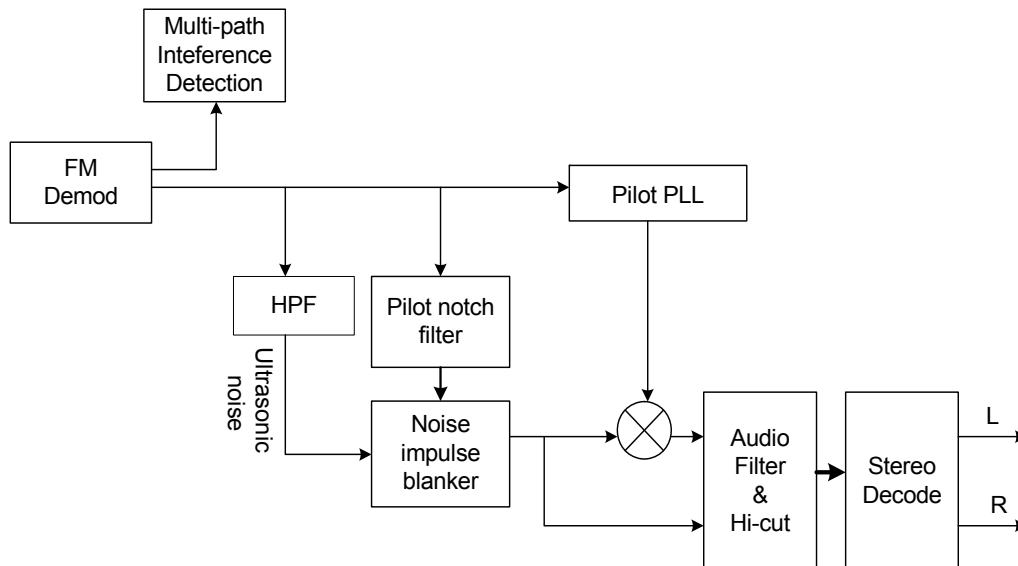 Multi-path
Inteference
Detection
FM
Demod
Pilot PLL
HPF
Pilot notch
filter
Ultrasonic
noise
Noise
impulse
blanker
Audio
Filter
&
Hi-cut
Stereo
Decode
L
R